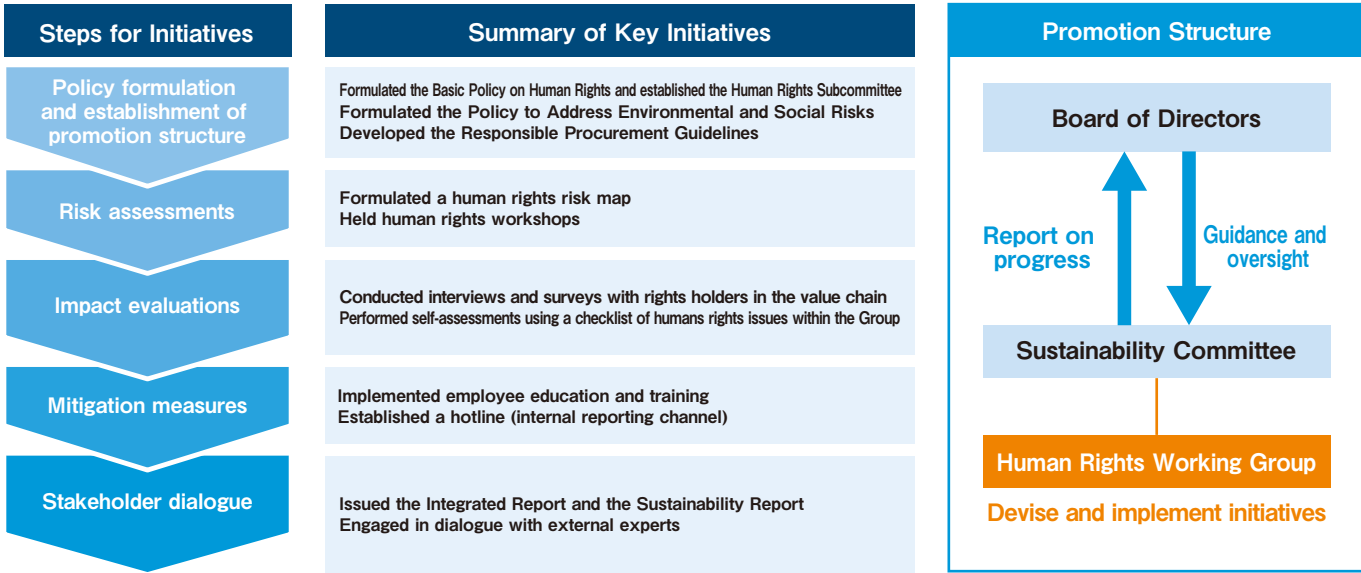 Steps for Initiatives
Policy formulation
and establishment of
promotion structure
Risk assessments
Impact evaluations
Mitigation measures
Stakeholder dialogue
Summary of Key Initiatives
Formulated the Basic Policy on Human Rights and established the Human Rights Subcommittee
Formulated the Policy to Address Environmental and Social Risks
Developed the Responsible Procurement Guidelines
Formulated a human rights risk map
Held human rights workshops
Conducted interviews and surveys with rights holders in the value chain
Performed self-assessments using a checklist of humans rights issues within the Group
Implemented employee education and training
Established a hotline (internal reporting channel)
Issued the Integrated Report and the Sustainability Report
Engaged in dialogue with external experts
Promotion Structure
Board of Directors
Report on
progress
Guidance and
oversight
Sustainability Committee
Human Rights Working Group
Devise and implement initiatives